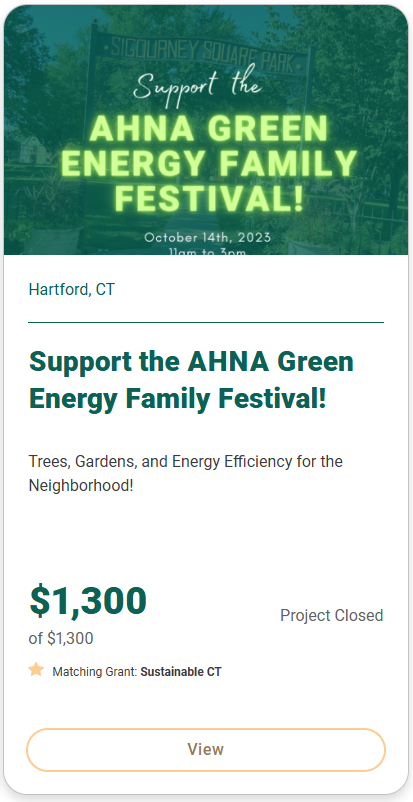 SIGOURNEY SQUARE PARK
Support the
AHNA GREEN
ENERGY FAMILY
FESTIVAL!
October 14th, 2023
11am to 3pm
Hartford, CT
Support the AHNA Green
Energy Family Festival!
Trees, Gardens, and Energy Efficiency for the
Neighborhood!
$1,300
of $1,300
Project Closed
Matching Grant: Sustainable CT
View